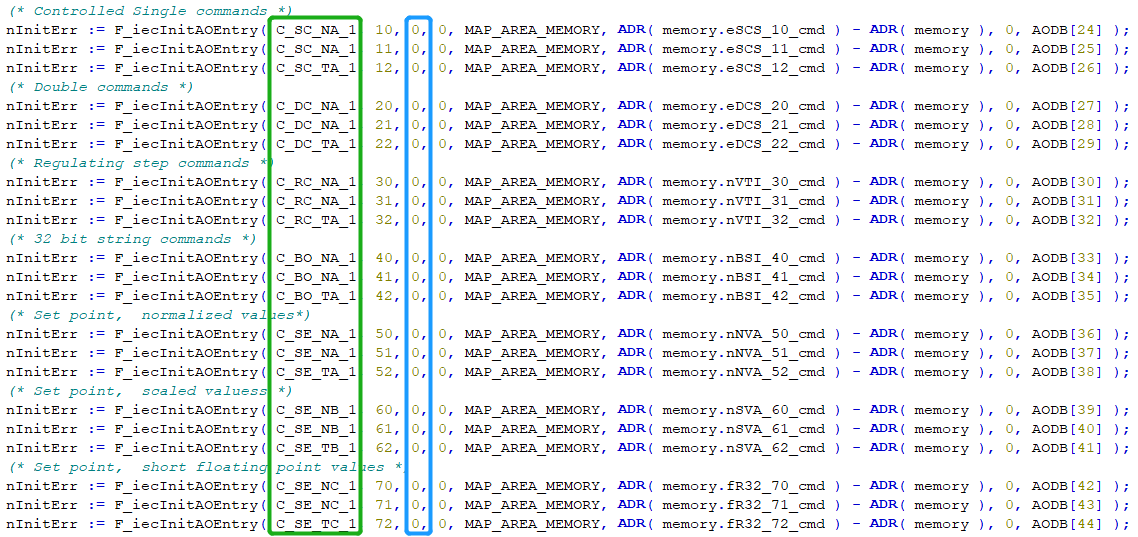 (* Controlled Single commands *)
nInitErr := F_iecInitAOEntry( C_SC_NA_1 10, 0, 0, MAP_AREA_MEMORY, ADR( memory.eSCS_10_cmd ) - ADR( memory ), 0, AODB[24] );
nInitErr := F_iecInitAOEntry( C_SC_NA_1 11, 0, 0, MAP_AREA_MEMORY, ADR( memory.eSCS_11_cmd ) - ADR( memory ), 0, AODB[25] );
nInitErr := F_iecInitAOEntry( C_SC_TA_1 12, 0, 0, MAP_AREA_MEMORY, ADR( memory.eSCS_12_cmd ) - ADR( memory ), 0, AODB[26] );
(* Double commands *)
nInitErr := F_iecInitAOEntry( C_DC_NA_1 20, 0, 0, MAP_AREA_MEMORY, ADR( memory.eDCS_20_cmd ) - ADR( memory ), 0, AODB[27] );
nInitErr := F_iecInitAOEntry( C_DC_NA_1 21, 0, 0, MAP_AREA_MEMORY, ADR( memory.eDCS_21_cmd ) - ADR( memory ), 0, AODB[28] );
nInitErr := F_iecInitAOEntry( C_DC_TA_1 22, 0, 0, MAP_AREA_MEMORY, ADR( memory.eDCS_22_cmd ) - ADR( memory ), 0, AODB[29] );
(* Regulating step commands *)
nInitErr := F_iecInitAOEntry( C_RC_NA_1 30, 0, 0, MAP_AREA_MEMORY, ADR( memory.nVTI_30_cmd ) - ADR( memory ), 0, AODB[30] );
nInitErr := F_iecInitAOEntry( C_RC_NA_1 31, 0, 0, MAP_AREA_MEMORY, ADR( memory.nVTI_31_cmd ) - ADR( memory ), 0, AODB[31] );
nInitErr := F_iecInitAOEntry( C_RC_TA_1 32, 0, 0, MAP_AREA_MEMORY, ADR( memory.nVTI_32_cmd ) - ADR( memory ), 0, AODB[32] );
(* 32 bit string commands *)
nInitErr := F_iecInitAOEntry( C_BO_NA_1 40, 0, 0, MAP_AREA_MEMORY, ADR( memory.nBSI_40_cmd ) - ADR( memory ), 0, AODB[33] );
nInitErr := F_iecInitAOEntry( C_BO_NA_1 41, 0, 0, MAP_AREA_MEMORY, ADR( memory.nBSI_41_cmd ) - ADR( memory ), 0, AODB[34] );
nInitErr := F_iecInitAOEntry( C_BO_TA_1 42, 0, 0, MAP_AREA_MEMORY, ADR( memory.nBSI_42_cmd ) - ADR( memory ), 0, AODB[35] );
(* Set point,  normalized values*)
nInitErr := F_iecInitAOEntry( C_SE_NA_1 50, 0, 0, MAP_AREA_MEMORY, ADR( memory.nNVA_50_cmd ) - ADR( memory ), 0, AODB[36] );
nInitErr := F_iecInitAOEntry( C_SE_NA_1 51, 0, 0, MAP_AREA_MEMORY, ADR( memory.nNVA_51_cmd ) - ADR( memory ), 0, AODB[37] );
nInitErr := F_iecInitAOEntry( C_SE_TA_1 52, 0, 0, MAP_AREA_MEMORY, ADR( memory.nNVA_52_cmd ) - ADR( memory ), 0, AODB[38] );
(* Set point,  scaled valuess *)
nInitErr := F_iecInitAOEntry( C_SE_NB_1 60, 0, 0, MAP_AREA_MEMORY, ADR( memory.nSVA_60_cmd ) - ADR( memory ), 0, AODB[39] );
nInitErr := F_iecInitAOEntry( C_SE_NB_1 61, 0, 0, MAP_AREA_MEMORY, ADR( memory.nSVA_61_cmd ) - ADR( memory ), 0, AODB[40] );
nInitErr := F_iecInitAOEntry( C_SE_TB_1 62, 0, 0, MAP_AREA_MEMORY, ADR( memory.nSVA_62_cmd ) - ADR( memory ), 0, AODB[41] );
(* Set point,  short floating point values *
nInitErr := F_iecInitAOEntry( C_SE_NC_1 70, 0, 0, MAP_AREA_MEMORY, ADR( memory.fR32_70_cmd ) - ADR( memory ), 0, AODB[42] );
nInitErr := F_iecInitAOEntry( C_SE_NC_1 71, 0, 0, MAP_AREA_MEMORY, ADR( memory.fR32_71_cmd ) - ADR( memory ), 0, AODB[43] );
nInitErr := F_iecInitAOEntry( C_SE_TC_1 72, 0, 0, MAP_AREA_MEMORY, ADR( memory.fR32_72_cmd ) - ADR( memory ), 0, AODB[44] );